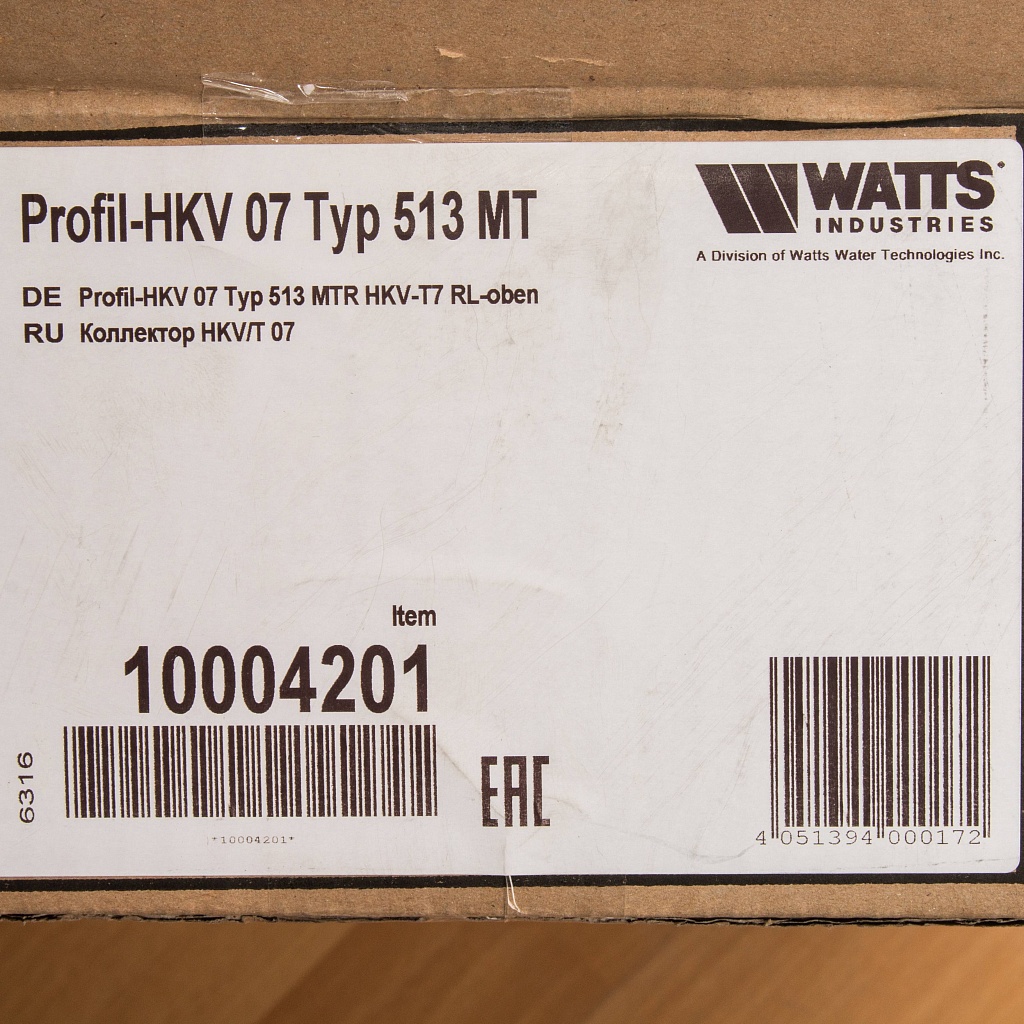 Profil-HKV 07 Typ 513 MT
WATTS
INDUSTRIES
A Division of Watts Water Technologies Inc.
DE Profil-HKV 07 Typ 513 MTR HKV-T7 RL-oben
RU Коллектор HKV/T 07
Item
10004201
6316
*10004201*
EAC
4 051394 000172